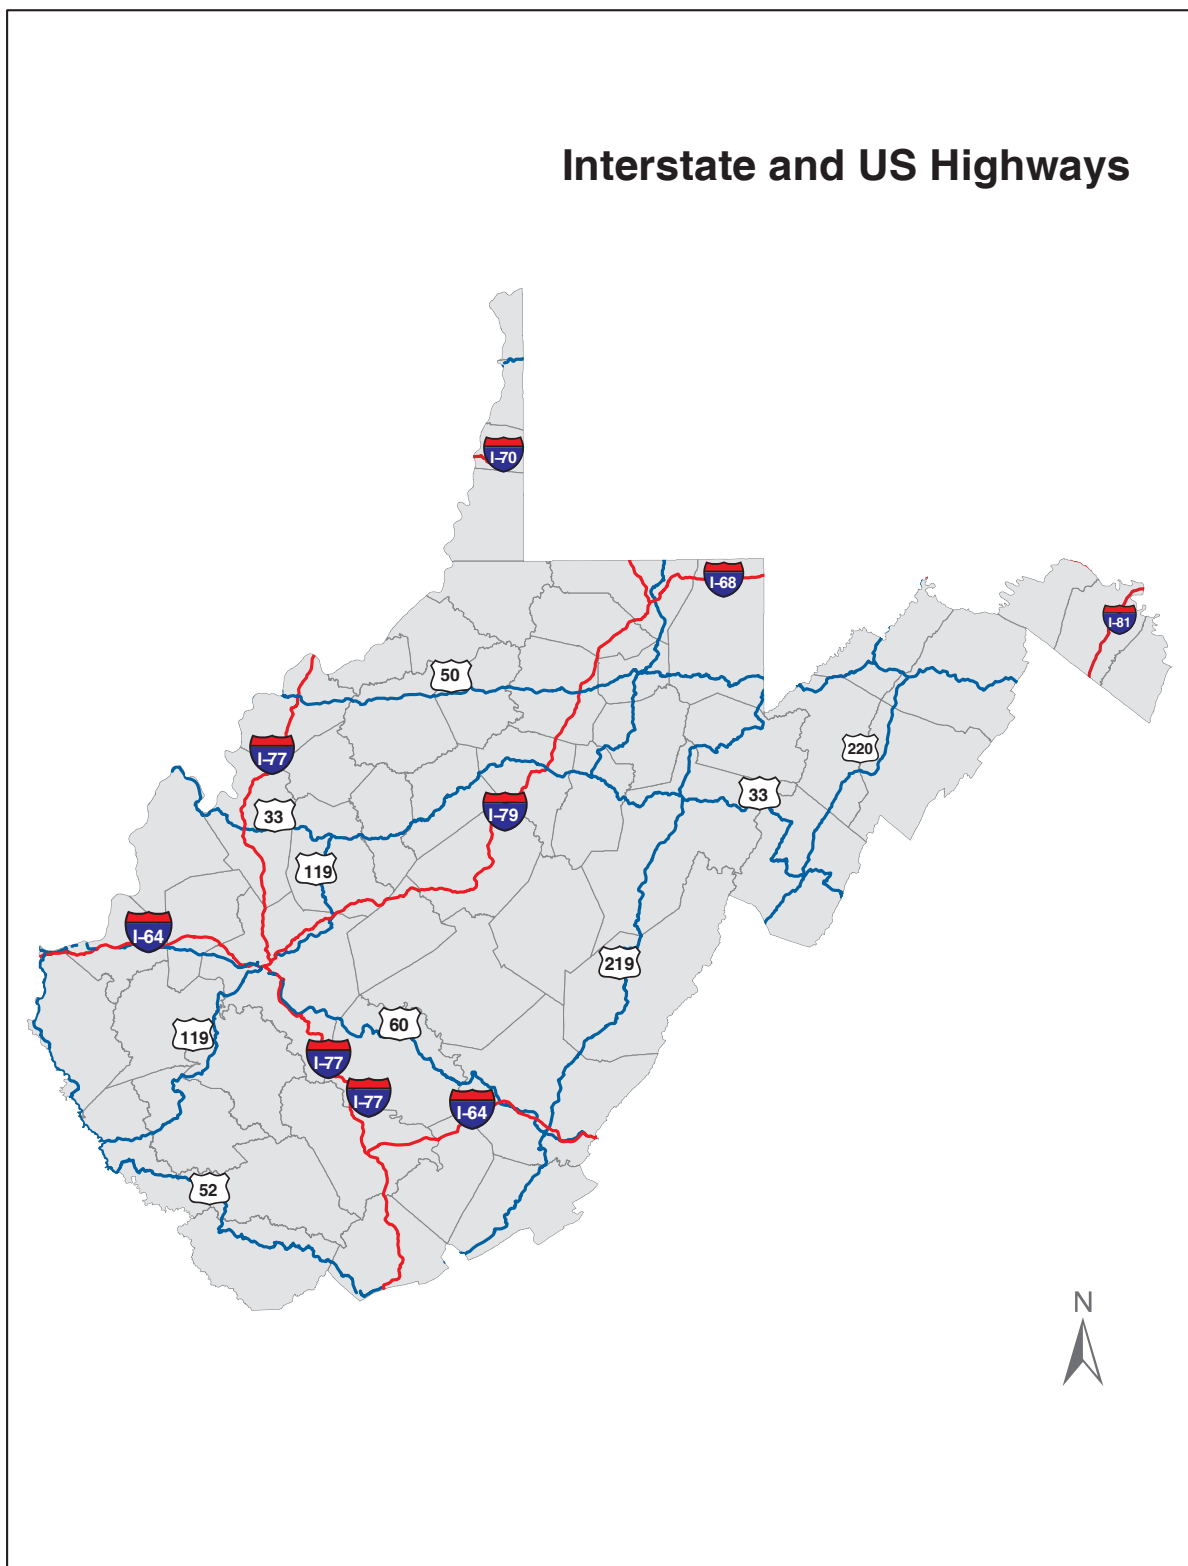 Interstate and US Highways
I-70
I-68
I-81
50
I-77
220
33
I-79
33
119
I-64
219
60
119
I-77
I-77
I-64
52
N